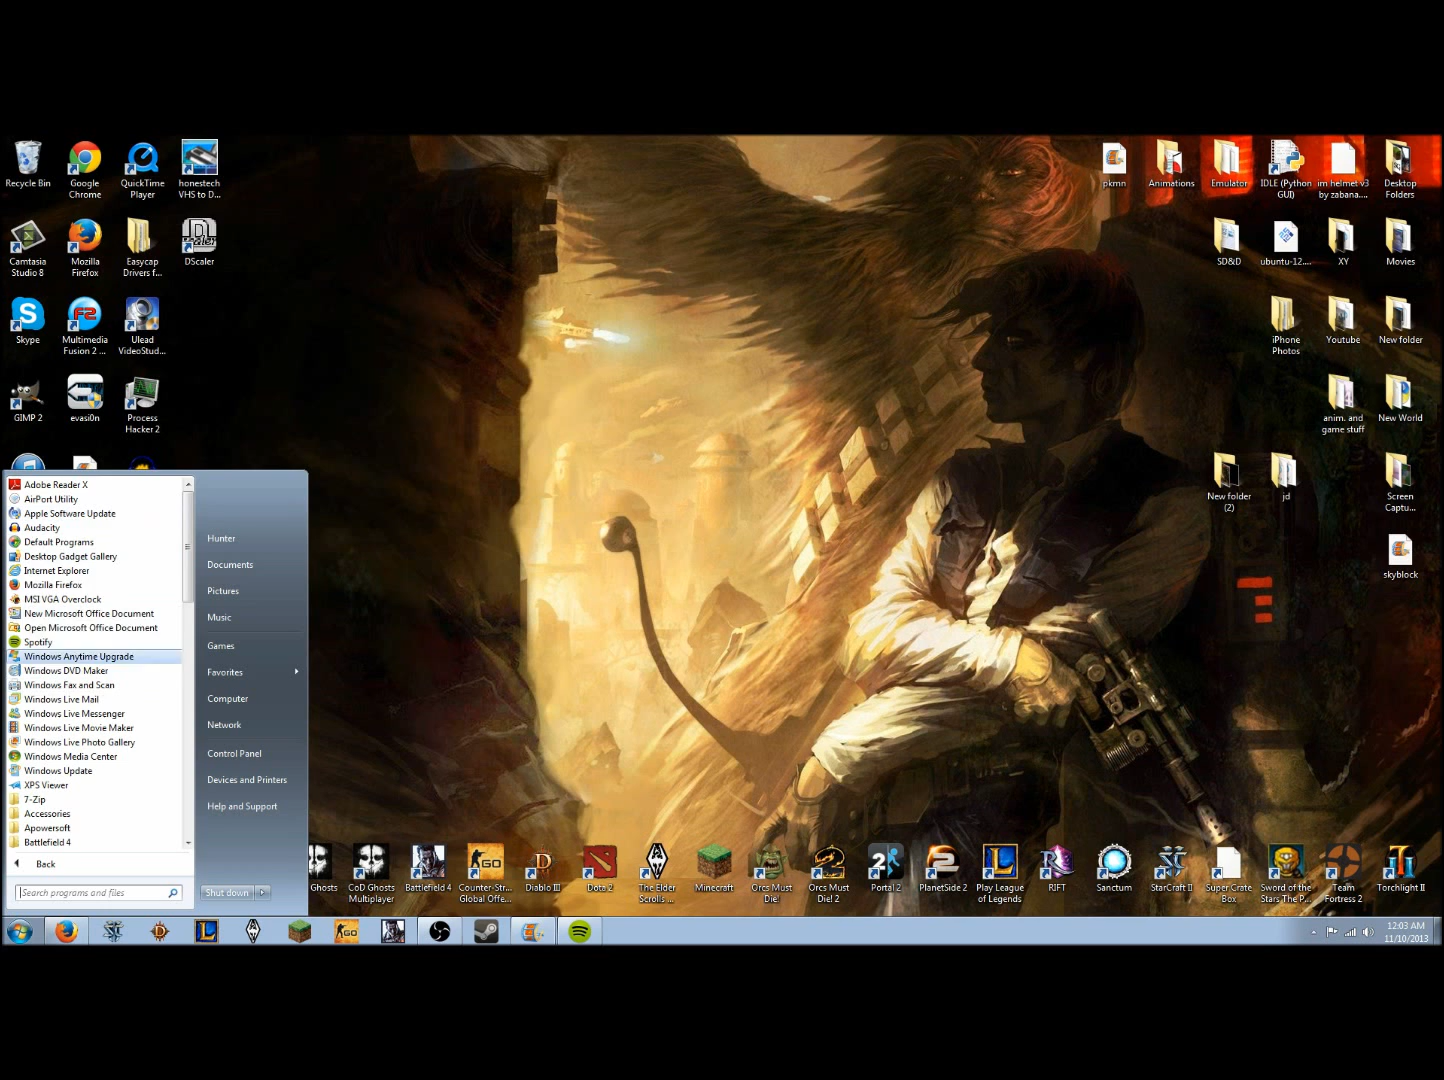 Recycle Bin
Google
Chrome
QuickTime
Player
honestech
VHS to D...
Camtasia
Studio 8
Mozilla
Firefox
Easycap
Drivers f...
DScaler
Skype
Multimedia
Fusion 2 ...
Ulead
VideoStud...
GIMP 2
evasi0n
Process
Hacker 2
pkmn
Animations
Emulator
IDLE (Python
GUI)
im helmet v3
by zabana....
Desktop
Folders
SD&D
ubuntu-12....
XY
Movies
iPhone
Photos
Youtube
New folder
anim. and
game stuff
New World
New folder
(2)
jd
Screen
Captu...
skyblock
Adobe Reader X
AirPort Utility
Apple Software Update
Audacity
Default Programs
Desktop Gadget Gallery
Internet Explorer
Mozilla Firefox
MSI VGA Overclock
New Microsoft Office Document
Open Microsoft Office Document
Spotify
Windows Anytime Upgrade
Windows DVD Maker
Windows Fax and Scan
Windows Live Mail
Windows Live Messenger
Windows Live Movie Maker
Windows Live Photo Gallery
Windows Media Center
Windows Update
XPS Viewer
7-Zip
Accessories
Apowersoft
Battlefield 4
Back
Search programs and files
Hunter
Documents
Pictures
Music
Games
Favorites
Computer
Network
Control Panel
Devices and Printers
Help and Support
Shut down
Ghosts
CoD Ghosts
Multiplayer
Battlefield 4
Counter-Str...
Global Offe...
Diablo III
Dota 2
The Elder
Scrolls ...
Minecraft
Orcs Must
Die!
Orcs Must
Die! 2
Portal 2
PlanetSide 2
Play League
of Legends
RIFT
Sanctum
StarCraft II
Super Crate
Box
Sword of the
Stars The P...
Team
Fortress 2
Torchlight II
12:03 AM
11/10/2013